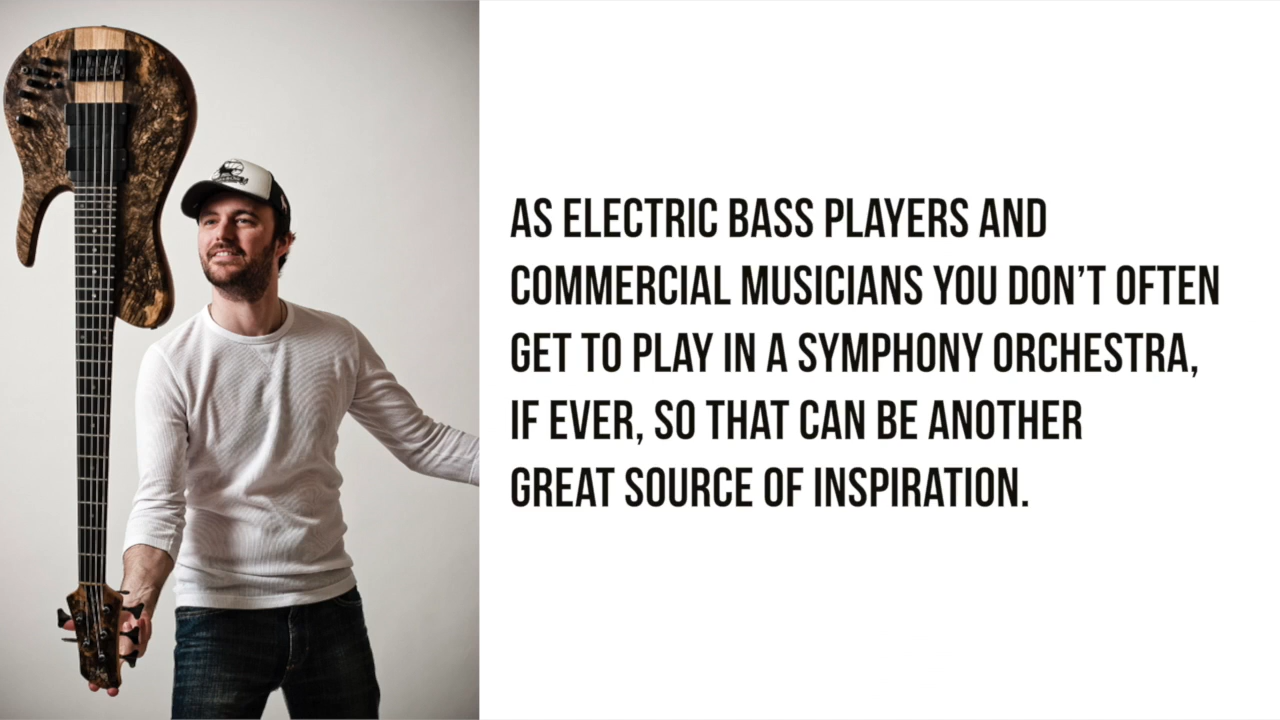 AS ELECTRIC BASS PLAYERS AND
COMMERCIAL MUSICIANS YOU DON’T OFTEN
GET TO PLAY IN A SYMPHONY ORCHESTRA,
IF EVER, SO THAT CAN BE ANOTHER
GREAT SOURCE OF INSPIRATION.